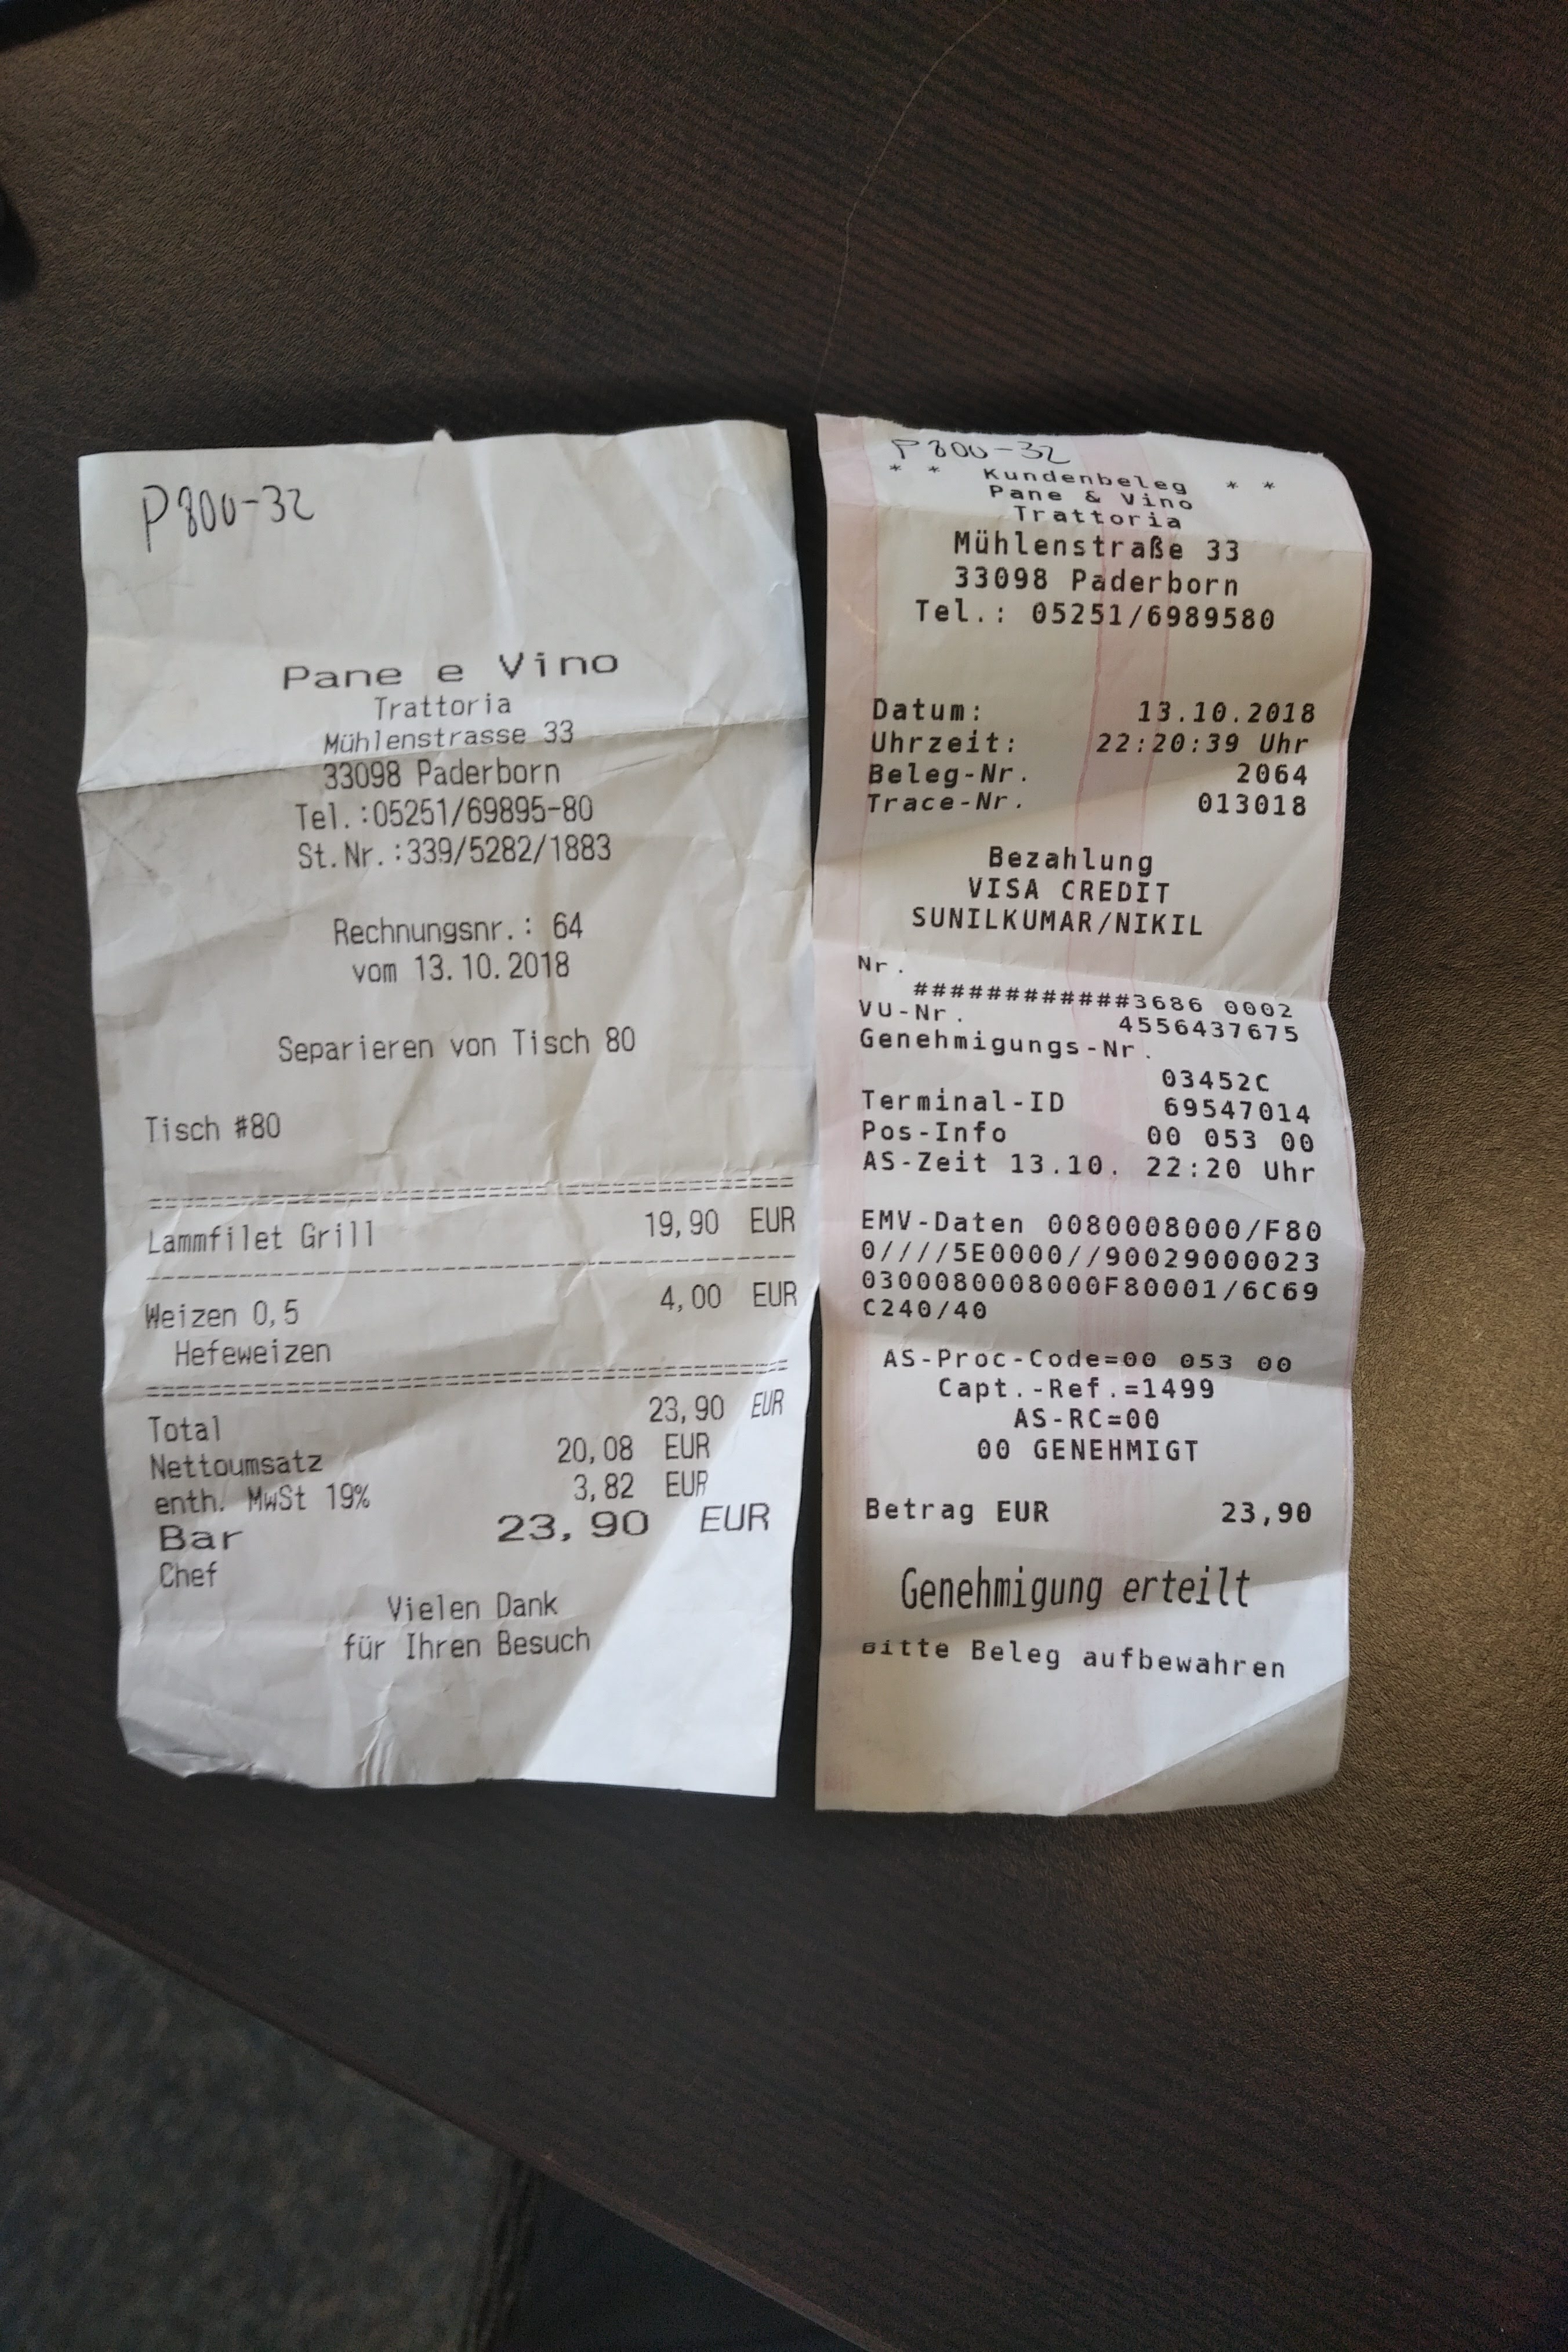 P800-32
Pane e Vino
Trattoria
Mühlenstrasse 33
33098 Paderborn
Tel.:05251/69895-80
St.Nr.:339/5282/1883
Rechnungsnr.: 64
vom 13.10.2018
Separieren von Tisch 80
Tisch #80
Lammfilet Grill 19,90 EUR
Weizen 0,5 4,00 EUR
Hefeweizen
Total 23,90 EUR
Nettoumsatz 20,08 EUR
enth. MwSt 19% 3,82 EUR
Bar 23,90 EUR
Chef
Vielen Dank
für Ihren Besuch
P800-32
* * Kundenbeleg * *
Pane & Vino
Trattoria
Mühlenstraße 33
33098 Paderborn
Tel.: 05251/6989580
Datum: 13.10.2018
Uhrzeit: 22:20:39 Uhr
Beleg-Nr. 2064
Trace-Nr. 013018
Bezahlung
VISA CREDIT
SUNILKUMAR/NIKIL
Nr.
############3686 0002
VU-Nr. 4556437675
Genehmigungs-Nr.
03452C
Terminal-ID 69547014
Pos-Info 00 053 00
AS-Zeit 13.10. 22:20 Uhr
EMV-Daten 0080008000/F80
0////5E0000//90029000023
0300080008000F80001/6C69
C240/40
AS-Proc-Code=00 053 00
Capt.-Ref.=1499
AS-RC=00
00 GENEHMIGT
Betrag EUR 23,90
Genehmigung erteilt
Bitte Beleg aufbewahren